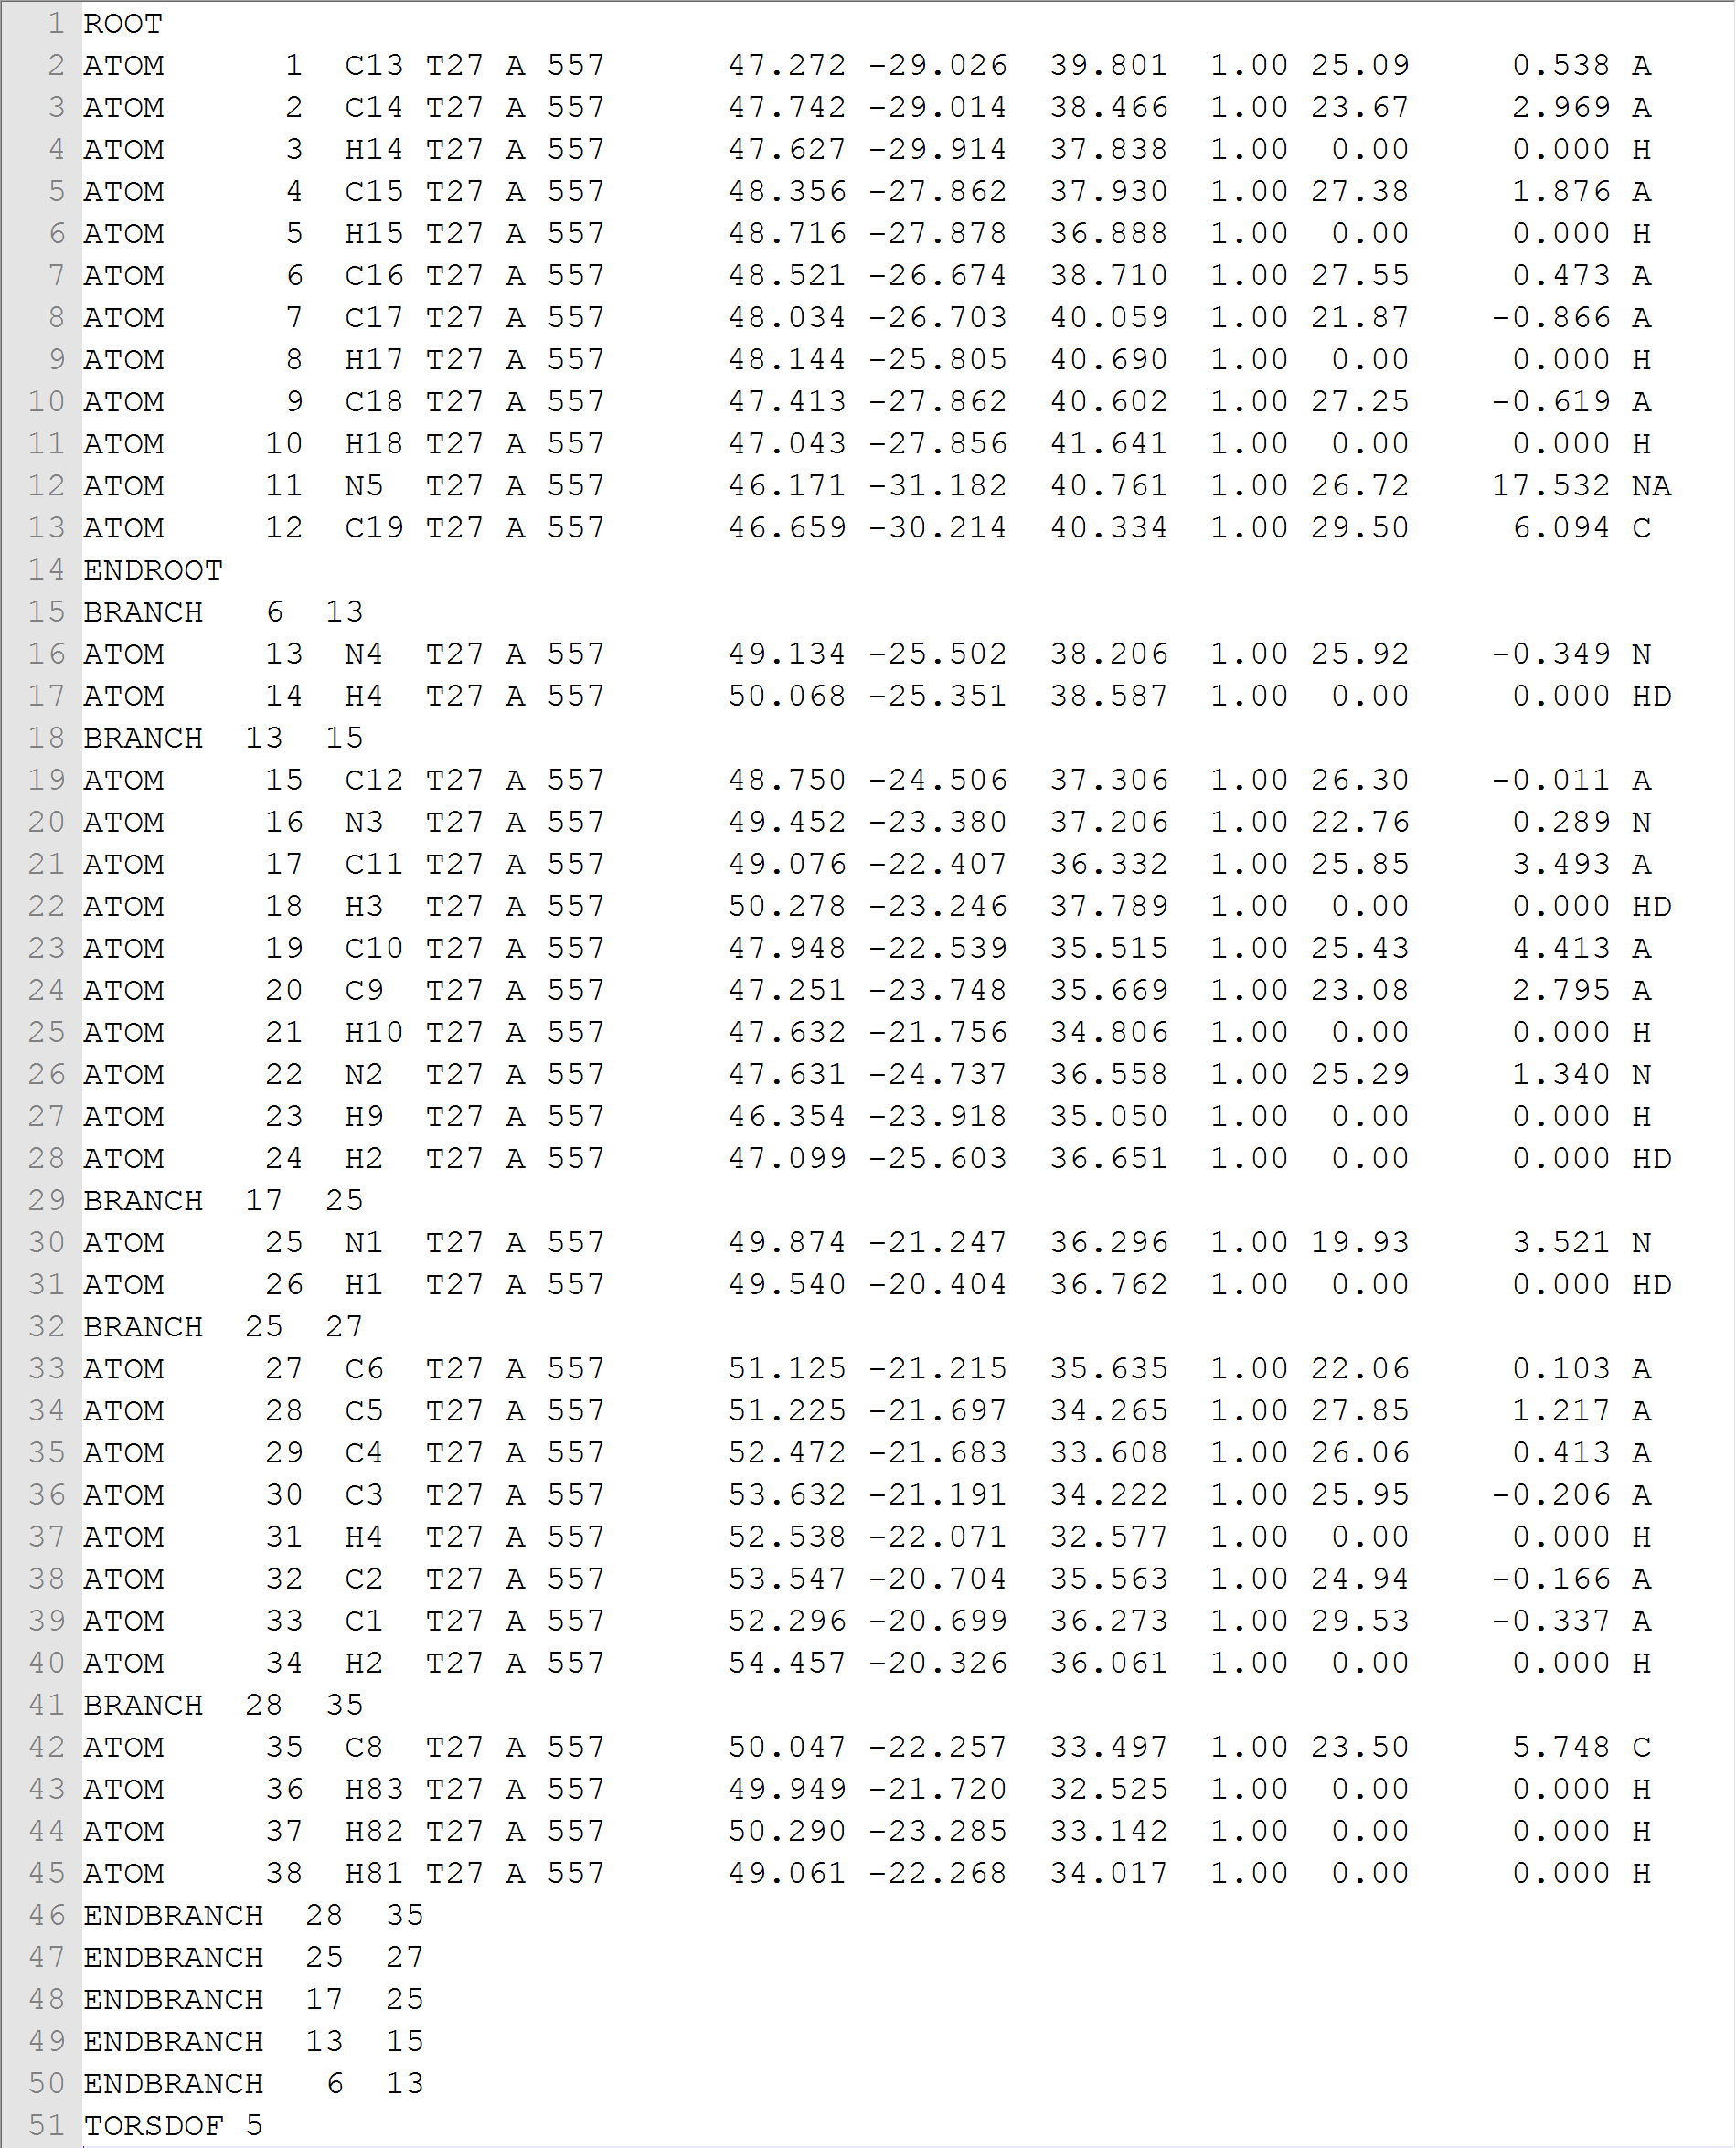 1 ROOT
2 ATOM      1  C13 T27 A 557      47.272 -29.026  39.801  1.00 25.09     0.538 A
3 ATOM      2  C14 T27 A 557      47.742 -29.014  38.466  1.00 23.67     2.969 A
4 ATOM      3  H14 T27 A 557      47.627 -29.914  37.838  1.00  0.00     0.000 H
5 ATOM      4  C15 T27 A 557      48.356 -27.862  37.930  1.00 27.38     1.876 A
6 ATOM      5  H15 T27 A 557      48.716 -27.878  36.888  1.00  0.00     0.000 H
7 ATOM      6  C16 T27 A 557      48.521 -26.674  38.710  1.00 27.55     0.473 A
8 ATOM      7  C17 T27 A 557      48.034 -26.703  40.059  1.00 21.87    -0.866 A
9 ATOM      8  H17 T27 A 557      48.144 -25.805  40.690  1.00  0.00     0.000 H
10 ATOM      9  C18 T27 A 557      47.413 -27.862  40.602  1.00 27.25    -0.619 A
11 ATOM     10  H18 T27 A 557      47.043 -27.856  41.641  1.00  0.00     0.000 H
12 ATOM     11  N5  T27 A 557      46.171 -31.182  40.761  1.00 26.72    17.532 NA
13 ATOM     12  C19 T27 A 557      46.659 -30.214  40.334  1.00 29.50     6.094 C
14 ENDROOT
15 BRANCH   6  13
16 ATOM     13  N4  T27 A 557      49.134 -25.502  38.206  1.00 25.92    -0.349 N
17 ATOM     14  H4  T27 A 557      50.068 -25.351  38.587  1.00  0.00     0.000 HD
18 BRANCH  13  15
19 ATOM     15  C12 T27 A 557      48.750 -24.506  37.306  1.00 26.30    -0.011 A
20 ATOM     16  N3  T27 A 557      49.452 -23.380  37.206  1.00 22.76     0.289 N
21 ATOM     17  C11 T27 A 557      49.076 -22.407  36.332  1.00 25.85     3.493 A
22 ATOM     18  H3  T27 A 557      50.278 -23.246  37.789  1.00  0.00     0.000 HD
23 ATOM     19  C10 T27 A 557      47.948 -22.539  35.515  1.00 25.43     4.413 A
24 ATOM     20  C9  T27 A 557      47.251 -23.748  35.669  1.00 23.08     2.795 A
25 ATOM     21  H10 T27 A 557      47.632 -21.756  34.806  1.00  0.00     0.000 H
26 ATOM     22  N2  T27 A 557      47.631 -24.737  36.558  1.00 25.29     1.340 N
27 ATOM     23  H9  T27 A 557      46.354 -23.918  35.050  1.00  0.00     0.000 H
28 ATOM     24  H2  T27 A 557      47.099 -25.603  36.651  1.00  0.00     0.000 HD
29 BRANCH  17  25
30 ATOM     25  N1  T27 A 557      49.874 -21.247  36.296  1.00 19.93     3.521 N
31 ATOM     26  H1  T27 A 557      49.540 -20.404  36.762  1.00  0.00     0.000 HD
32 BRANCH  25  27
33 ATOM     27  C6  T27 A 557      51.125 -21.215  35.635  1.00 22.06     0.103 A
34 ATOM     28  C5  T27 A 557      51.225 -21.697  34.265  1.00 27.85     1.217 A
35 ATOM     29  C4  T27 A 557      52.472 -21.683  33.608  1.00 26.06     0.413 A
36 ATOM     30  C3  T27 A 557      53.632 -21.191  34.222  1.00 25.95    -0.206 A
37 ATOM     31  H4  T27 A 557      52.538 -22.071  32.577  1.00  0.00     0.000 H
38 ATOM     32  C2  T27 A 557      53.547 -20.704  35.563  1.00 24.94    -0.166 A
39 ATOM     33  C1  T27 A 557      52.296 -20.699  36.273  1.00 29.53    -0.337 A
40 ATOM     34  H2  T27 A 557      54.457 -20.326  36.061  1.00  0.00     0.000 H
41 BRANCH  28  35
42 ATOM     35  C8  T27 A 557      50.047 -22.257  33.497  1.00 23.50     5.748 C
43 ATOM     36  H83 T27 A 557      49.949 -21.720  32.525  1.00  0.00     0.000 H
44 ATOM     37  H82 T27 A 557      50.290 -23.285  33.142  1.00  0.00     0.000 H
45 ATOM     38  H81 T27 A 557      49.061 -22.268  34.017  1.00  0.00     0.000 H
46 ENDBRANCH  28  35
47 ENDBRANCH  25  27
48 ENDBRANCH  17  25
49 ENDBRANCH  13  15
50 ENDBRANCH   6  13
51 TORSDOF 5